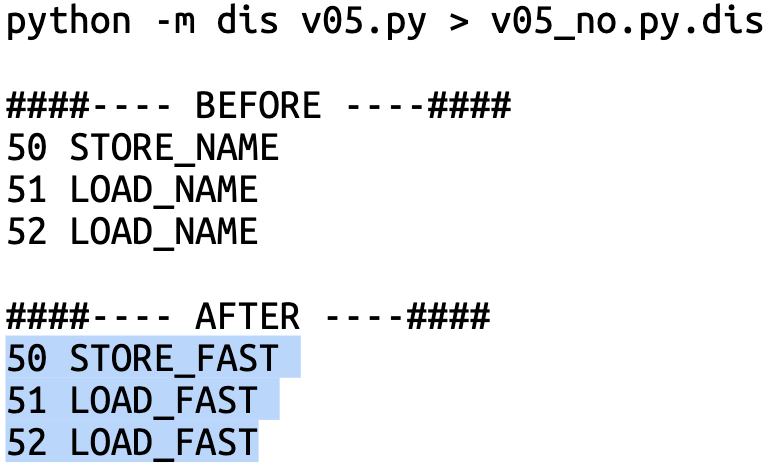 python -m dis v05.py > v05_no.py.dis
####---- BEFORE ----####
50 STORE_NAME
51 LOAD_NAME
52 LOAD_NAME
####---- AFTER ----####
50 STORE_FAST
51 LOAD_FAST
52 LOAD_FAST